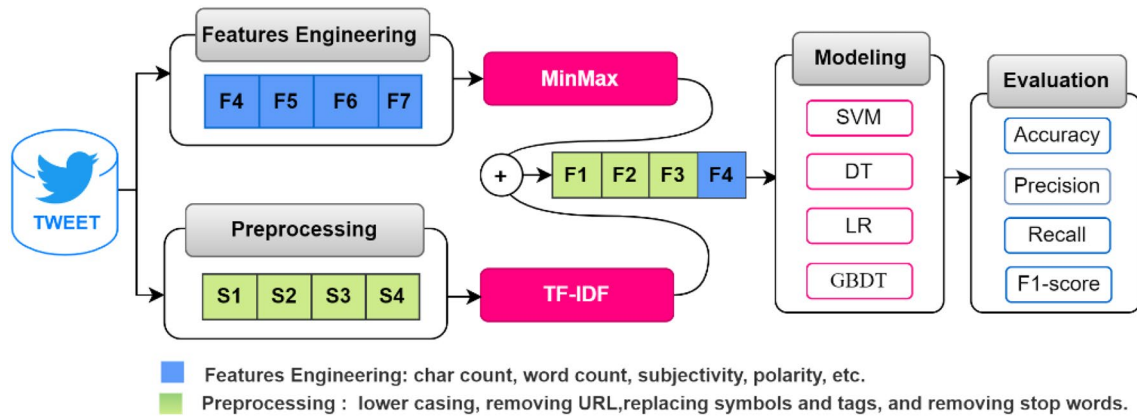 Features Engineering
F4 F5 F6 F7
MinMax
TWEET
Preprocessing
S1 S2 S3 S4
TF-IDF
+
F1 F2 F3 F4
Modeling
SVM
DT
LR
GBDT
Evaluation
Accuracy
Precision
Recall
F1-score
Features Engineering: char count, word count, subjectivity, polarity, etc.
Preprocessing : lower casing, removing URL,replacing symbols and tags, and removing stop words.